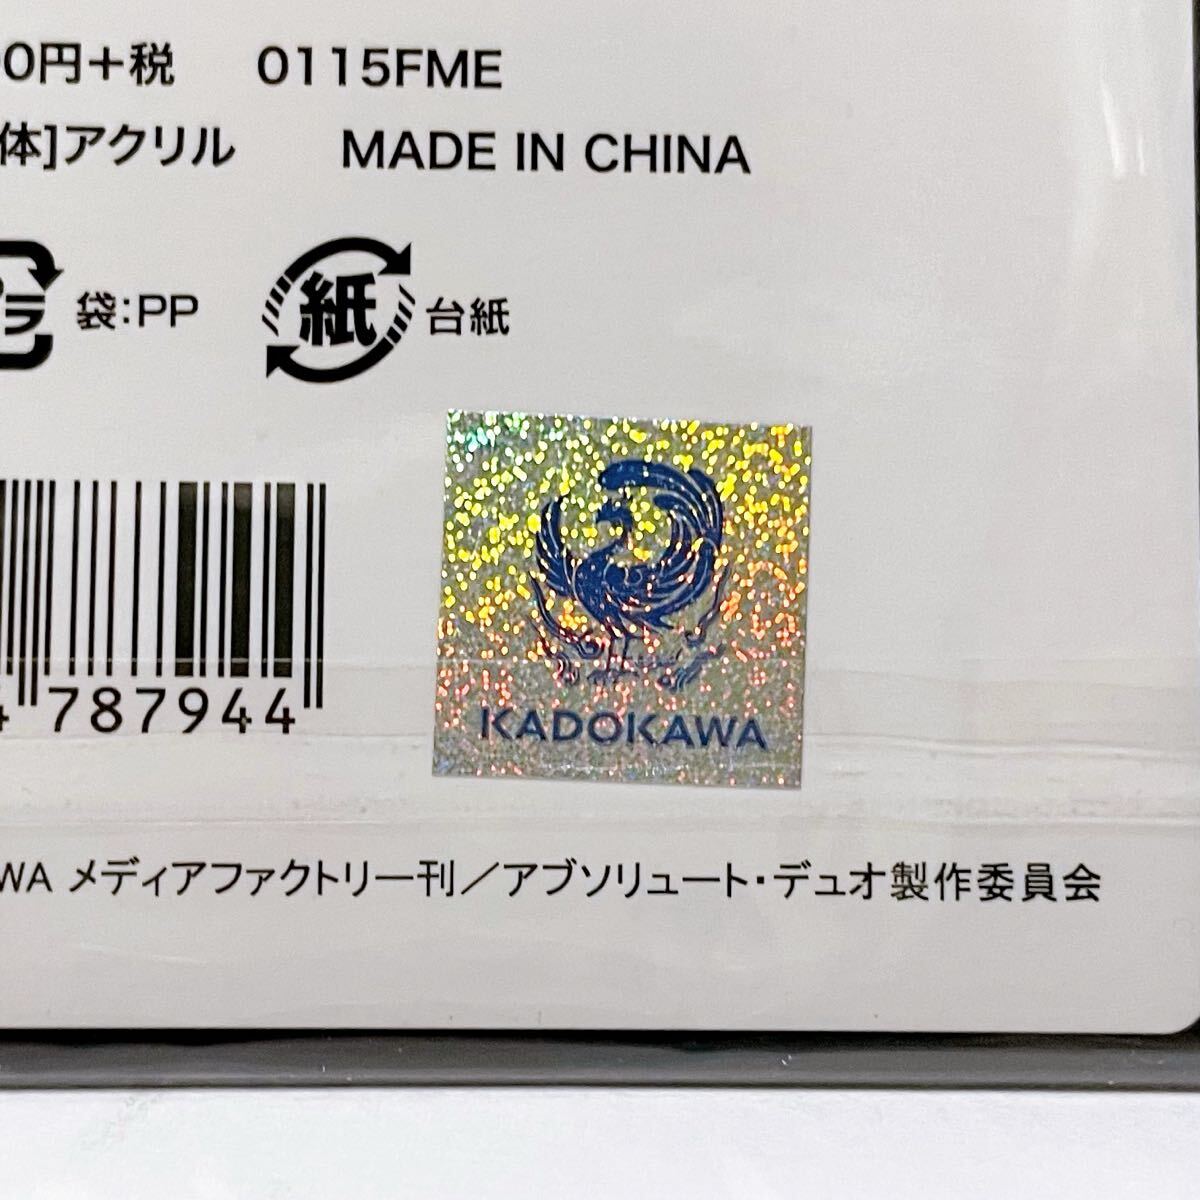 0円+税 0115FME
体]アクリル MADE IN CHINA
プラ 袋:PP 紙 台紙
4 787944
KADOKAWA
WA メディアファクトリー刊／アブソリュート・デュオ製作委員会